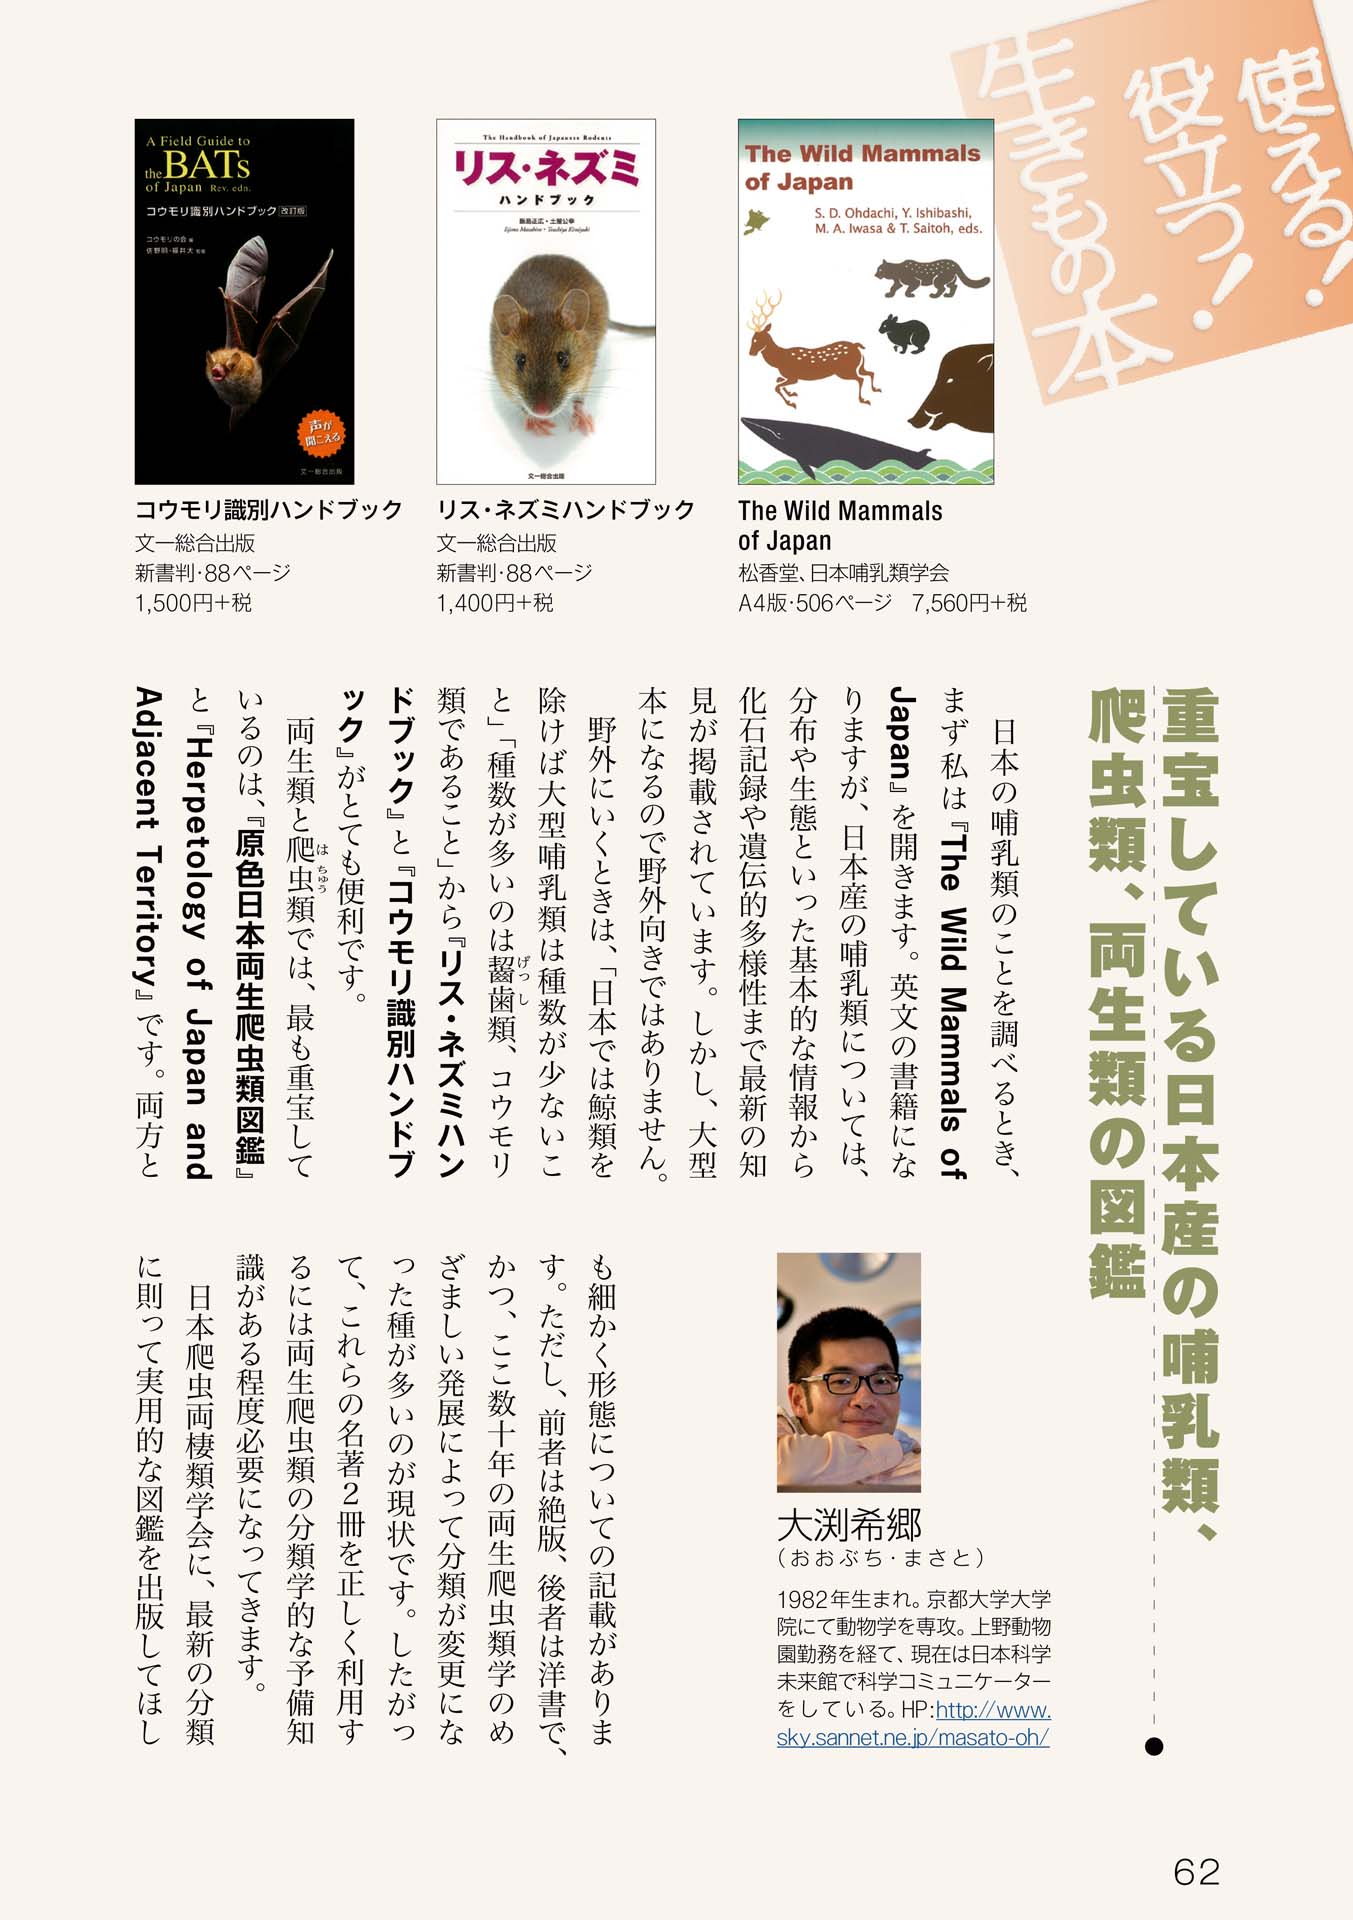 使える!
役立つ!
生きもの本
A Field Guide to
the BATs
of Japan Rev. edn.
コウモリ識別ハンドブック 改訂版
コウモリの会 編
佐野明・福井大 監修
声が
聞こえる
文一総合出版
コウモリ識別ハンドブック
文一総合出版
新書判・88ページ
1,500円+税
The Handbook of Japanese Rodents
リス・ネズミ
ハンドブック
飯島正広・土屋公幸
Iijima Masahiro・Tsuchiya Kimiyuki
文一総合出版
リス・ネズミハンドブック
文一総合出版
新書判・88ページ
1,400円+税
The Wild Mammals
of Japan
S. D. Ohdachi, Y. Ishibashi,
M. A. Iwasa & T. Saitoh, eds.
The Wild Mammals
of Japan
松香堂、日本哺乳類学会
A4版・506ページ 7,560円+税
重宝している日本産の哺乳類、
爬虫類、両生類の図鑑
日本の哺乳類のことを調べるとき、
まず私は『The Wild Mammals of
Japan』を開きます。英文の書籍にな
りますが、日本産の哺乳類については、
分布や生態といった基本的な情報から
化石記録や遺伝的多様性まで最新の知
見が掲載されています。しかし、大型
本になるので野外向きではありません。
野外にいくときは、「日本では鯨類を
除けば大型哺乳類は種数が少ないこ
と」「種数が多いのは齧歯類、コウモリ
げっし
類であること」から『リス・ネズミハン
ドブック』と『コウモリ識別ハンドブ
ック』がとても便利です。
両生類と爬虫類では、最も重宝して
は ちゅう
いるのは、『原色日本両生爬虫類図鑑』
と『Herpetology of Japan and
Adjacent Territory』です。両方と
も細かく形態についての記載がありま
す。ただし、前者は絶版、後者は洋書で、
かつ、ここ数十年の両生爬虫類学のめ
ざましい発展によって分類が変更にな
った種が多いのが現状です。したがっ
て、これらの名著2冊を正しく利用す
るには両生爬虫類の分類学的な予備知
識がある程度必要になってきます。
日本爬虫両棲類学会に、最新の分類
に則って実用的な図鑑を出版してほし
大渕希郷
(おおぶち・まさと)
1982年生まれ。京都大学大学
院にて動物学を専攻。上野動物
園勤務を経て、現在は日本科学
未来館で科学コミュニケーター
をしている。HP:http://www.
sky.sannet.ne.jp/masato-oh/
62